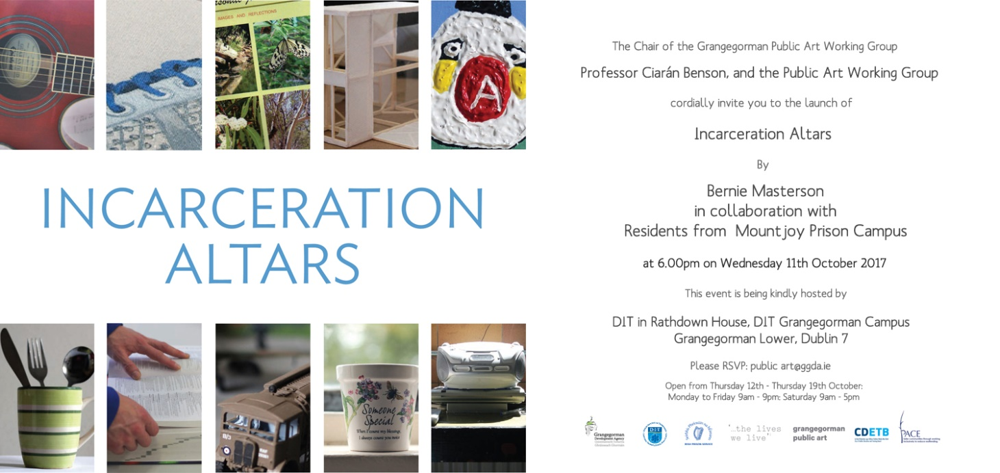 IMAGES AND REFLECTIONS
A
INCARCERATION
ALTARS
B/3
Someone
Special
When I count my blessings,
I always count you twice
The Chair of the Grangegorman Public Art Working Group
Professor Ciarán Benson, and the Public Art Working Group
cordially invite you to the launch of
Incarceration Altars
By
Bernie Masterson
in collaboration with
Residents from Mountjoy Prison Campus
at 6.00pm on Wednesday 11th October 2017
This event is being kindly hosted by
DIT in Rathdown House, DIT Grangegorman Campus
Grangegorman Lower, Dublin 7
Please RSVP: public art@ggda.ie
Open from Thursday 12th - Thursday 19th October:
Monday to Friday 9am - 9pm: Saturday 9am - 5pm
Grangegorman
Development Agency
DIT
IRISH PRISON SERVICE
'...the lives
we live'
grangegorman
public art
CDETB
PACE